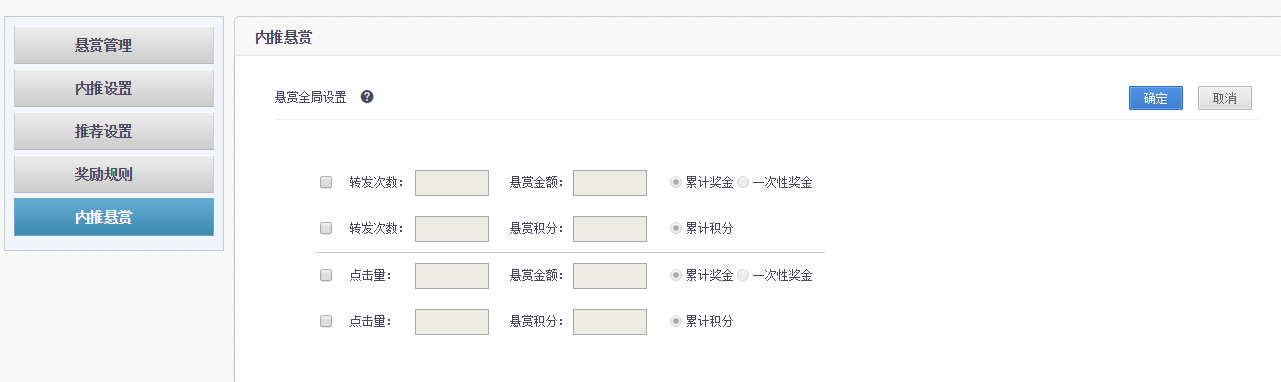 悬赏管理
内推设置
推荐设置
奖励规则
内推悬赏
内推悬赏
悬赏全局设置 ? 确定 取消
转发次数： 悬赏金额： 累计奖金 一次性奖金
转发次数： 悬赏积分： 累计积分
点击量： 悬赏金额： 累计奖金 一次性奖金
点击量： 悬赏积分： 累计积分